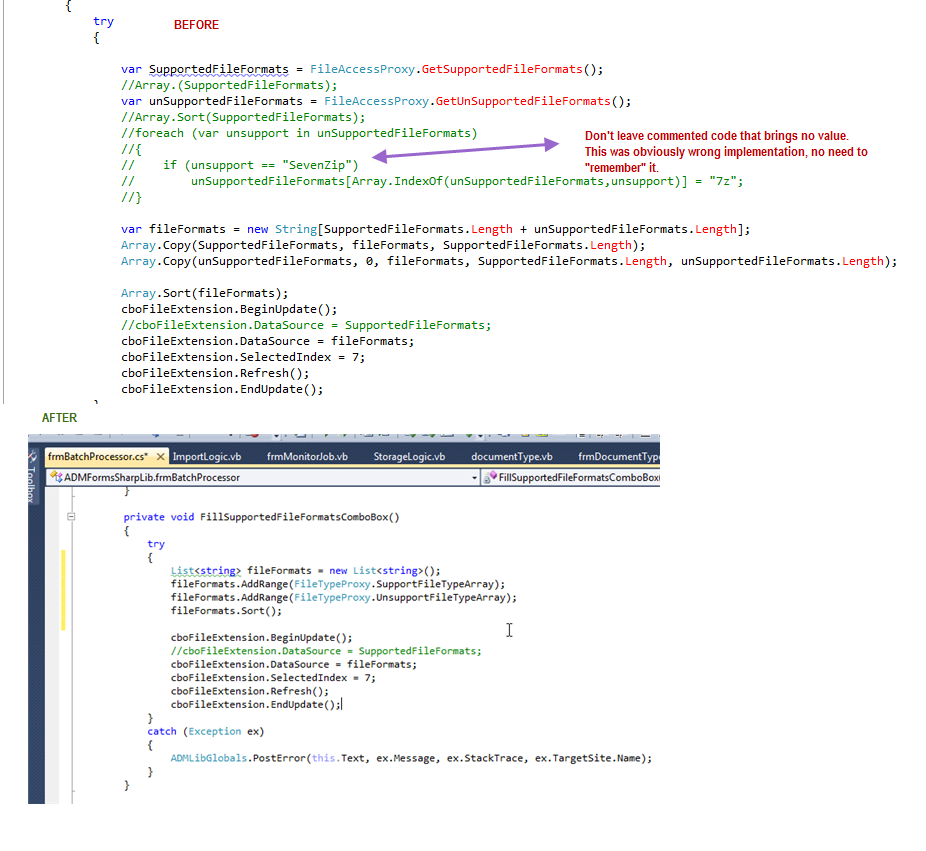 {
try
BEFORE
{
var SupportedFileFormats = FileAccessProxy.GetSupportedFileFormats();
//Array.(SupportedFileFormats);
var unSupportedFileFormats = FileAccessProxy.GetUnSupportedFileFormats();
//Array.Sort(SupportedFileFormats);
//foreach (var unsupport in unSupportedFileFormats)
//{
//    if (unsupport == "SevenZip")
//        unSupportedFileFormats[Array.IndexOf(unSupportedFileFormats,unsupport)] = "7z";
//}
Don't leave commented code that brings no value.
This was obviously wrong implementation, no need to
"remember" it.
var fileFormats = new String[SupportedFileFormats.Length + unSupportedFileFormats.Length];
Array.Copy(SupportedFileFormats, fileFormats, SupportedFileFormats.Length);
Array.Copy(unSupportedFileFormats, 0, fileFormats, SupportedFileFormats.Length, unSupportedFileFormats.Length);
Array.Sort(fileFormats);
cboFileExtension.BeginUpdate();
//cboFileExtension.DataSource = SupportedFileFormats;
cboFileExtension.DataSource = fileFormats;
cboFileExtension.SelectedIndex = 7;
cboFileExtension.Refresh();
cboFileExtension.EndUpdate();
AFTER
frmBatchProcessor.cs* ImportLogic.vb frmMonitorJob.vb StorageLogic.vb documentType.vb frmDocumentType
Toolbox
ADMFormsSharpLib.frmBatchProcessor FillSupportedFileFormatsComboBox(
}
private void FillSupportedFileFormatsComboBox()
{
try
{
List<string> fileFormats = new List<string>();
fileFormats.AddRange(FileTypeProxy.SupportFileTypeArray);
fileFormats.AddRange(FileTypeProxy.UnsupportFileTypeArray);
fileFormats.Sort();
cboFileExtension.BeginUpdate();
//cboFileExtension.DataSource = SupportedFileFormats;
cboFileExtension.DataSource = fileFormats;
cboFileExtension.SelectedIndex = 7;
cboFileExtension.Refresh();
cboFileExtension.EndUpdate();
}
catch (Exception ex)
{
ADMLibGlobals.PostError(this.Text, ex.Message, ex.StackTrace, ex.TargetSite.Name);
}
}